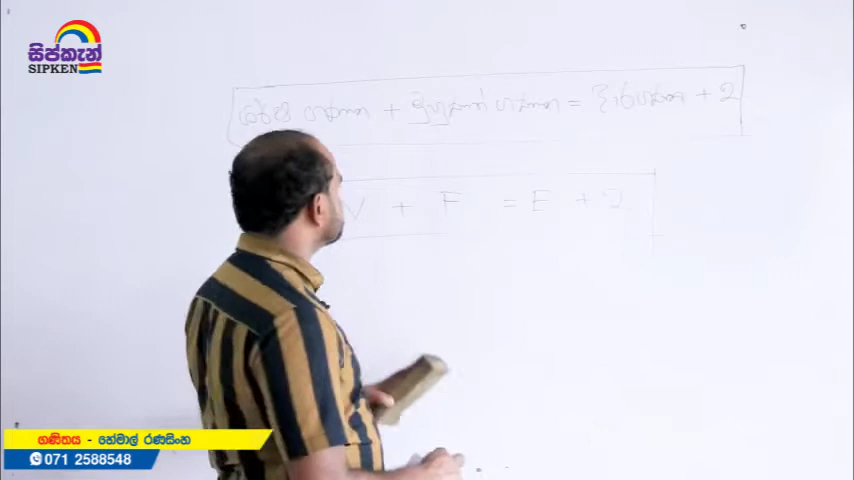 සිප්කැන්
SIPKEN
ශීර්ෂ ගණන + මුහුණත් ගණන = දාර ගණන + 2
V + F = E + 2
ගණිතය - හේමාල් රණසිංහ
071 2588548